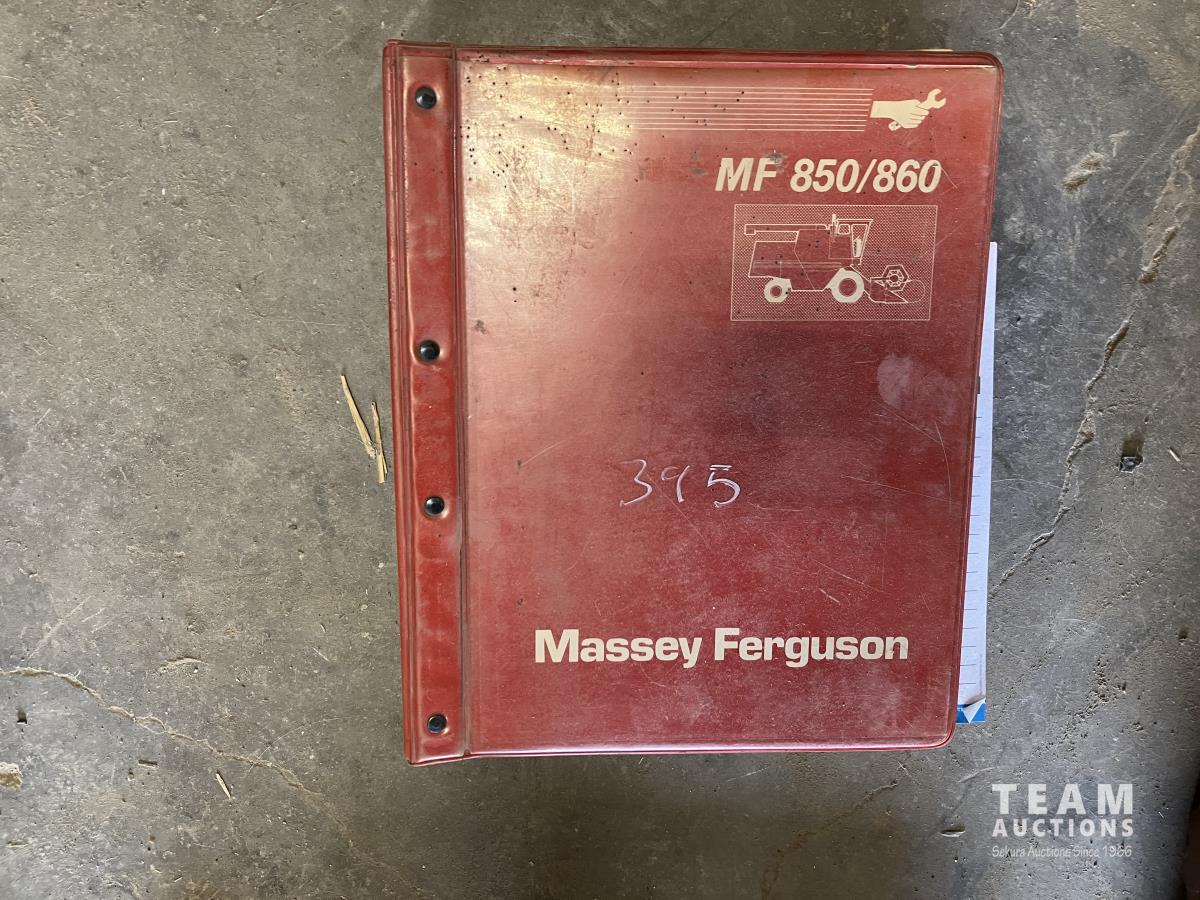 MF 850/860
395
Massey Ferguson
TEAM
AUCTIONS
Sekura Auctions Since 1966